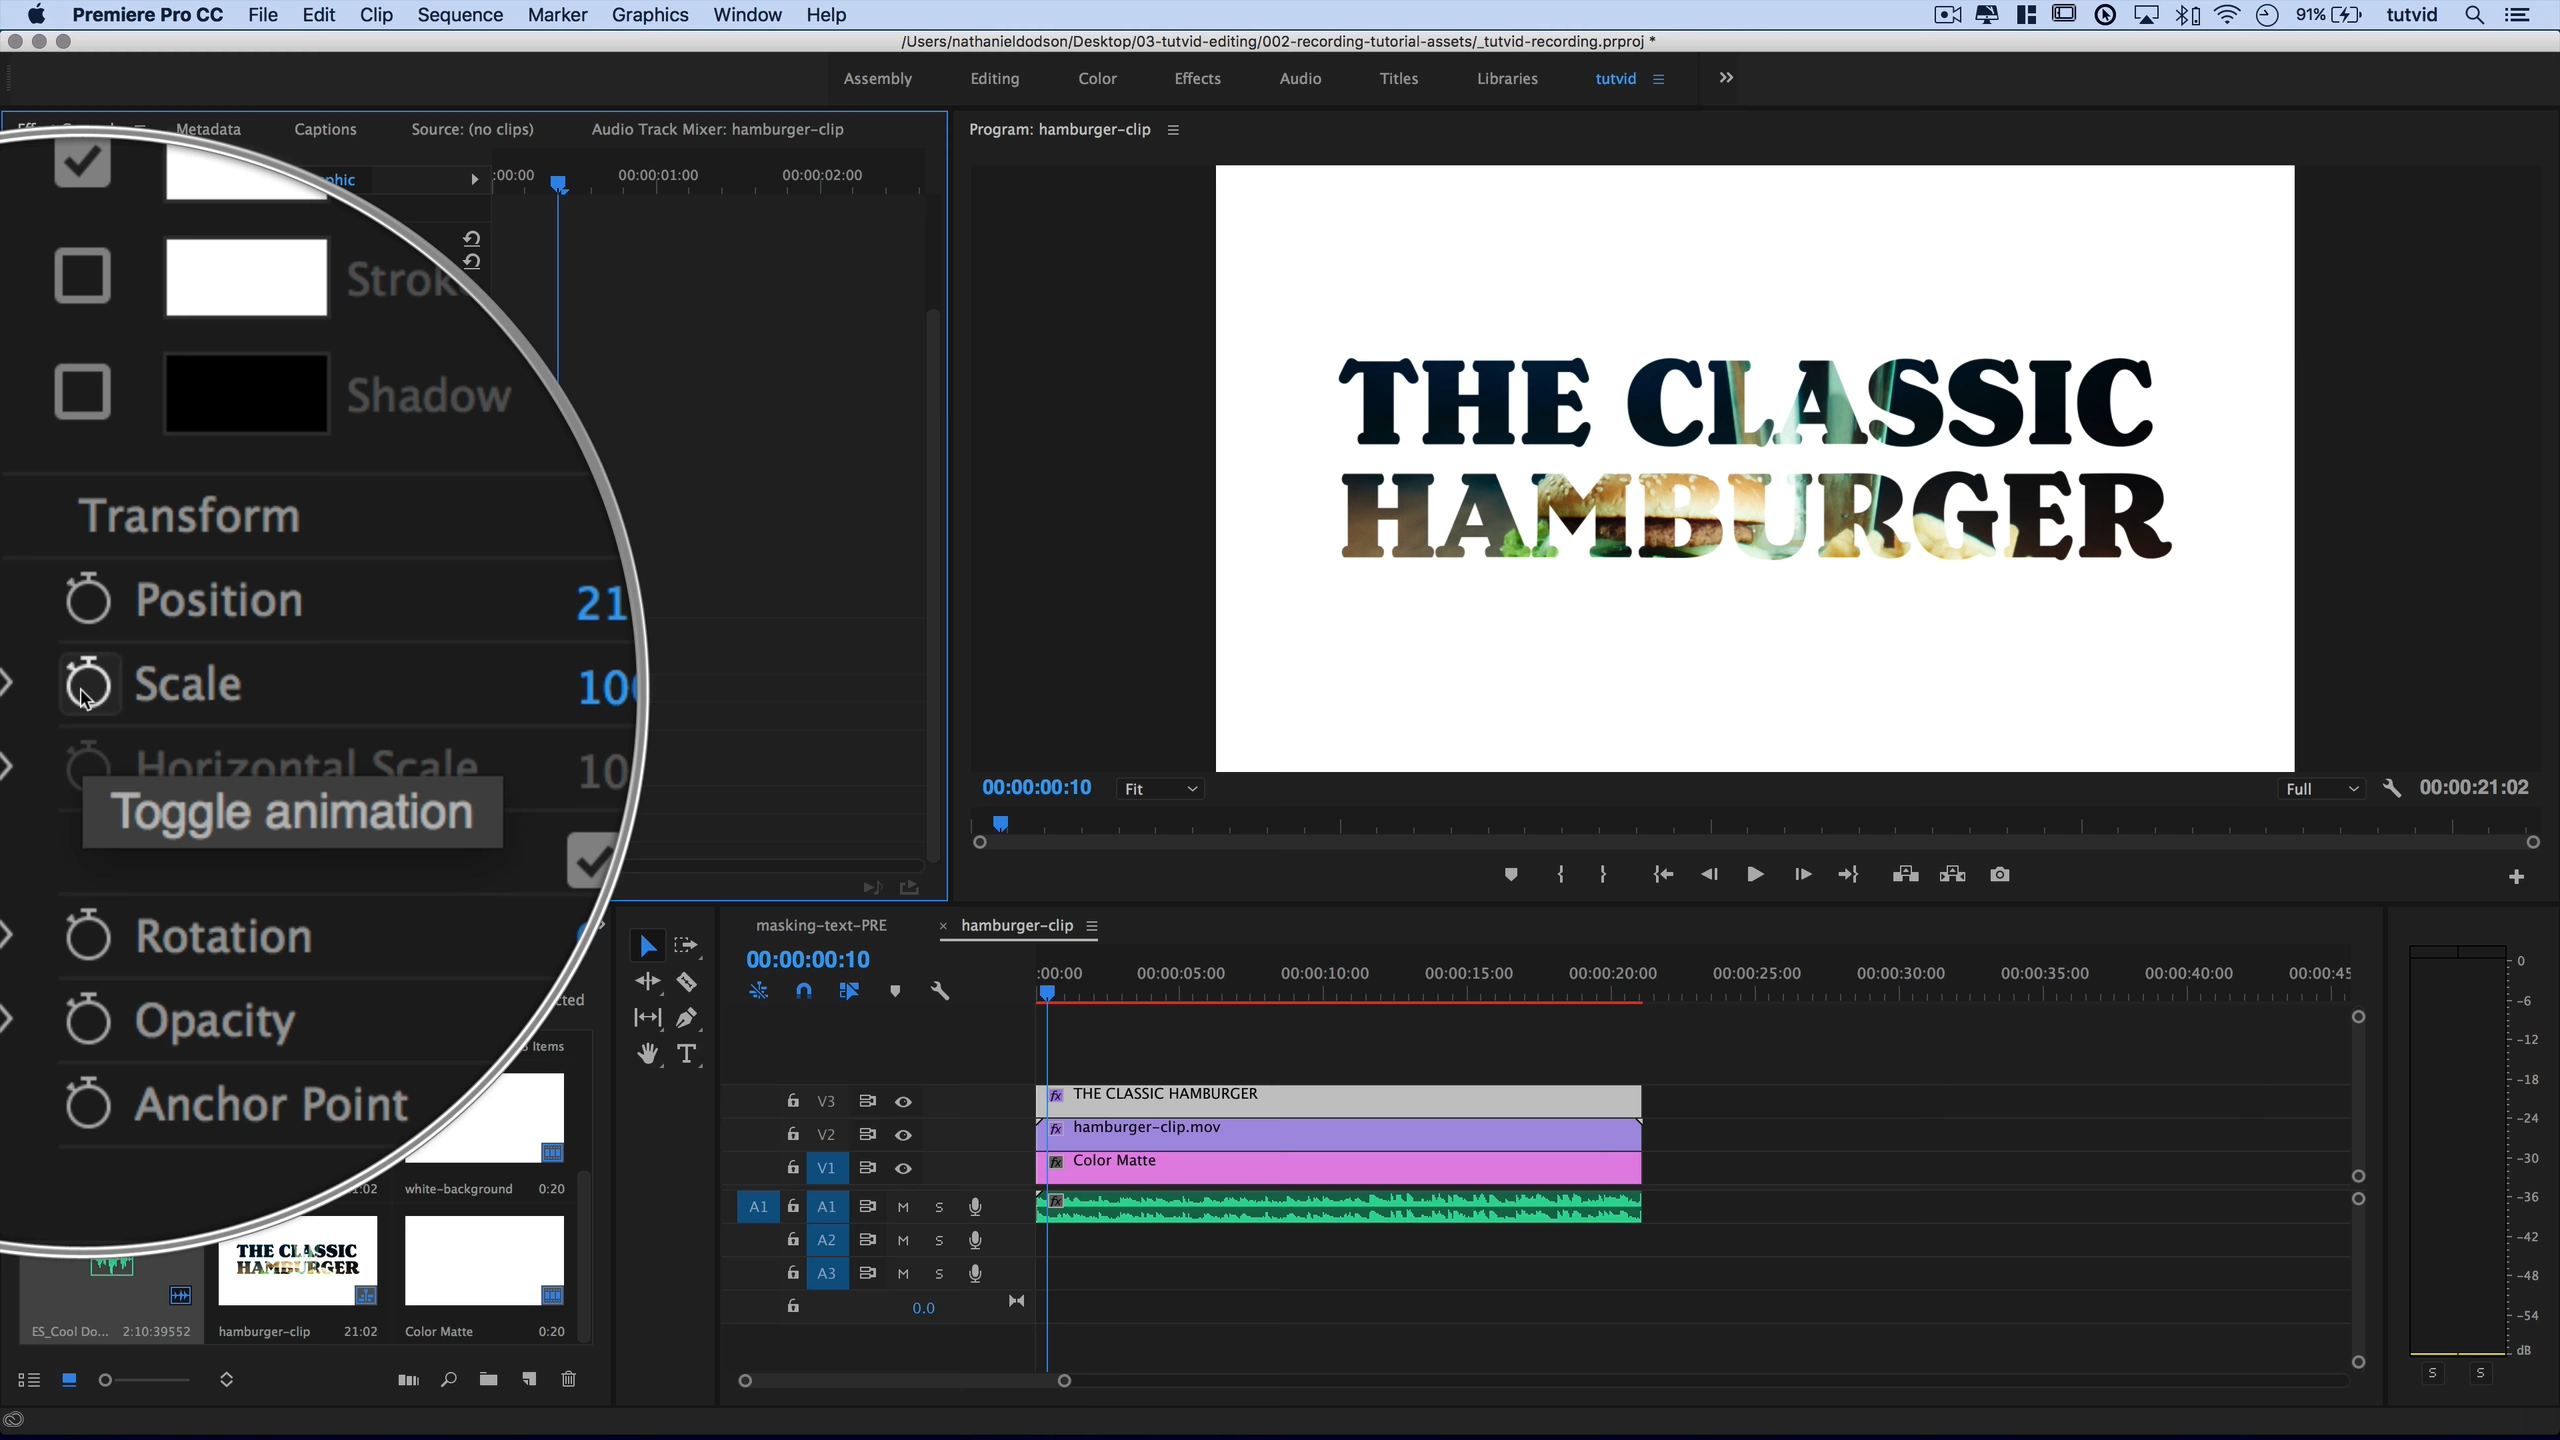 Premiere Pro CC File Edit Clip Sequence Marker Graphics Window Help 91% tutvid
/Users/nathanieldodson/Desktop/03-tutvid-editing/002-recording-tutorial-assets/_tutvid-recording.prproj *
Assembly Editing Color Effects Audio Titles Libraries tutvid
Metadata Captions Source: (no clips) Audio Track Mixer: hamburger-clip
Program: hamburger-clip
phic
:00:00 00:00:01:00 00:00:02:00
Strok
Shadow
Transform
Position 21
Scale 100
Horizontal Scale 10
Toggle animation
Rotation
Opacity
Anchor Point
THE CLASSIC
HAMBURGER
00:00:00:10 Fit Full 00:00:21:02
masking-text-PRE × hamburger-clip
00:00:00:10
:00:00 00:00:05:00 00:00:10:00 00:00:15:00 00:00:20:00 00:00:25:00 00:00:30:00 00:00:35:00 00:00:40:00 00:00:45
V3 fx THE CLASSIC HAMBURGER
V2 fx hamburger-clip.mov
V1 fx Color Matte
A1 A1 M S fx
A2 M S
A3 M S
0.0
cted
Items
:02 white-background 0:20
THE CLASSIC
HAMBURGER
ES_Cool Do... 2:10:39552 hamburger-clip 21:02 Color Matte 0:20
0
-6
-12
-18
-24
-30
-36
-42
-48
-54
dB
S S